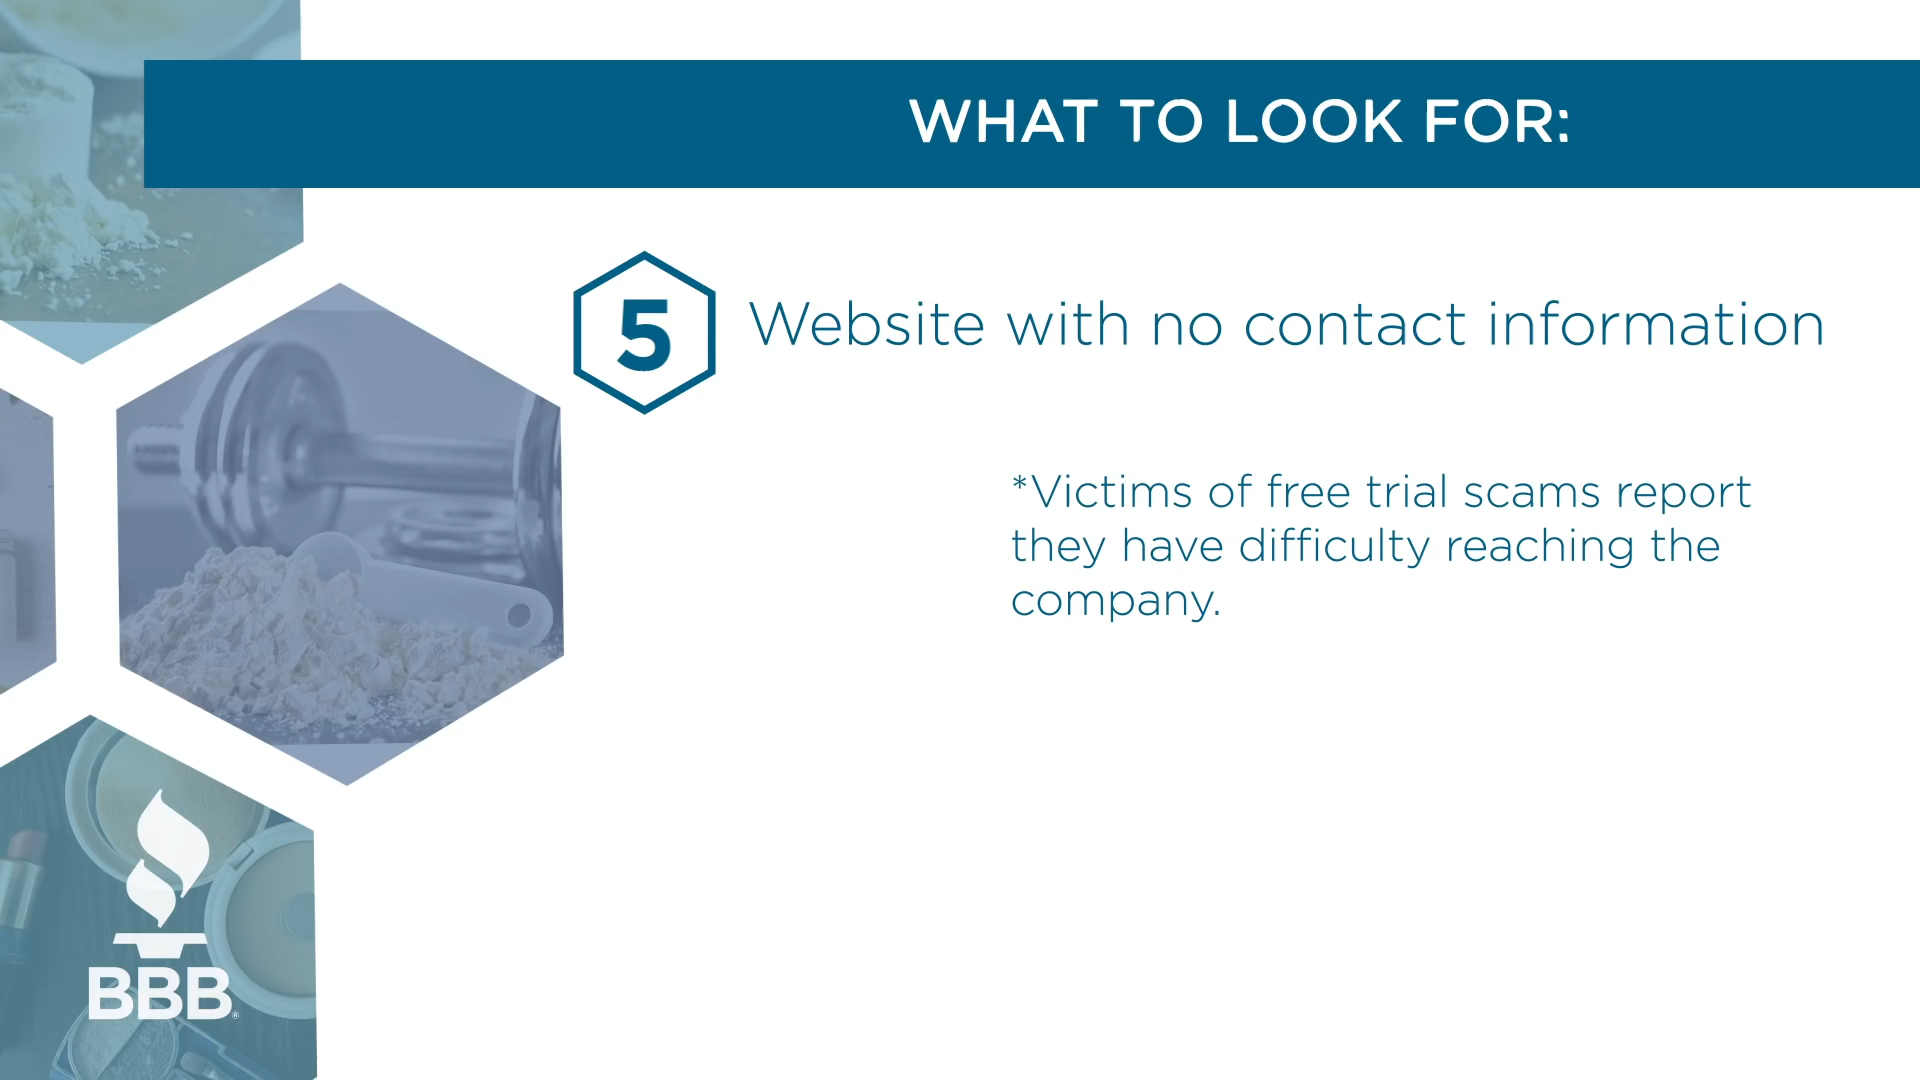 WHAT TO LOOK FOR:
5 Website with no contact information
*Victims of free trial scams report
they have difficulty reaching the
company.
BBB®